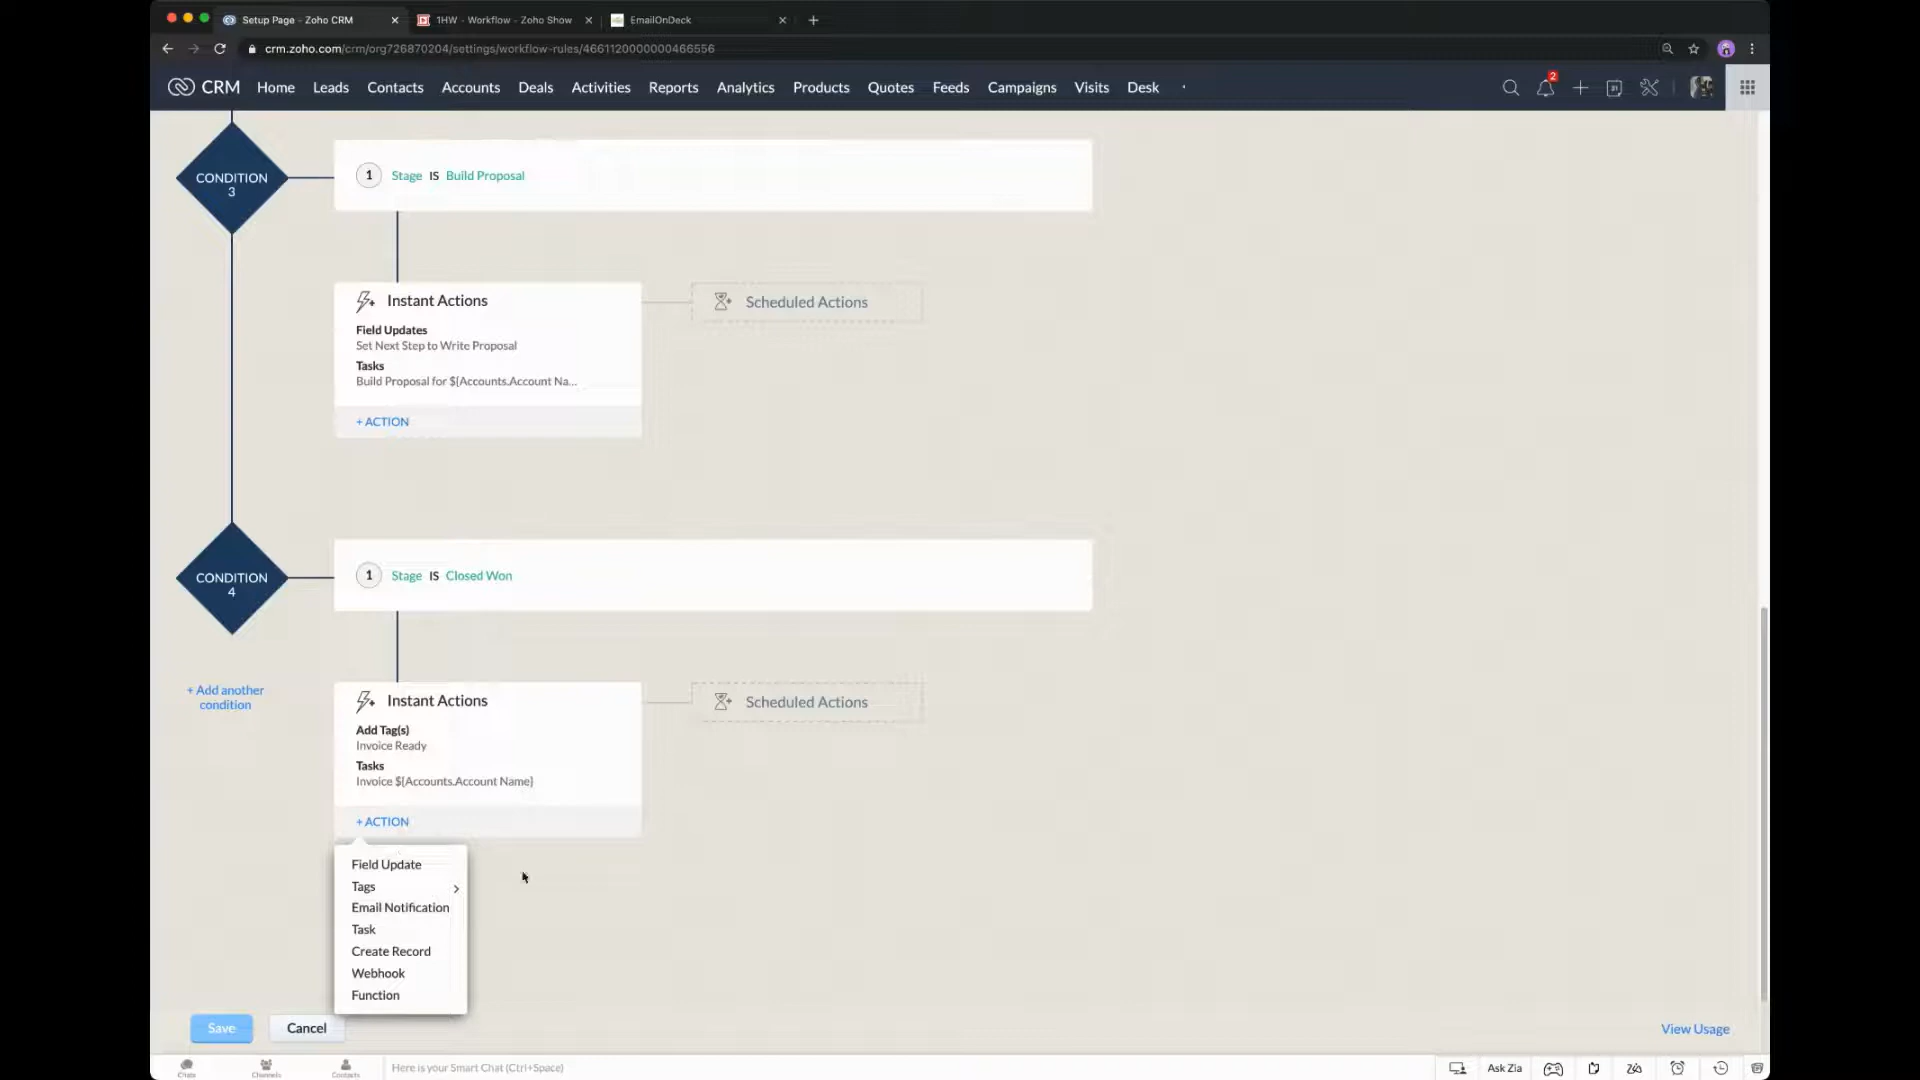 Setup Page - Zoho CRM
1HW - Workflow - Zoho Show
EmailOnDeck
crm.zoho.com/crm/org726870204/settings/workflow-rules/4661120000000466556
CRM Home Leads Contacts Accounts Deals Activities Reports Analytics Products Quotes Feeds Campaigns Visits Desk
2
31
CONDITION
3
1 Stage IS Build Proposal
Instant Actions
Scheduled Actions
Field Updates
Set Next Step to Write Proposal
Tasks
Build Proposal for ${Accounts.Account Na...
+ ACTION
CONDITION
4
1 Stage IS Closed Won
+ Add another
condition
Instant Actions
Scheduled Actions
Add Tag(s)
Invoice Ready
Tasks
Invoice ${Accounts.Account Name}
+ ACTION
Field Update
Tags
Email Notification
Task
Create Record
Webhook
Function
Save
Cancel
View Usage
Chats
Channels
Contacts
Here is your Smart Chat (Ctrl+Space)
Ask Zia